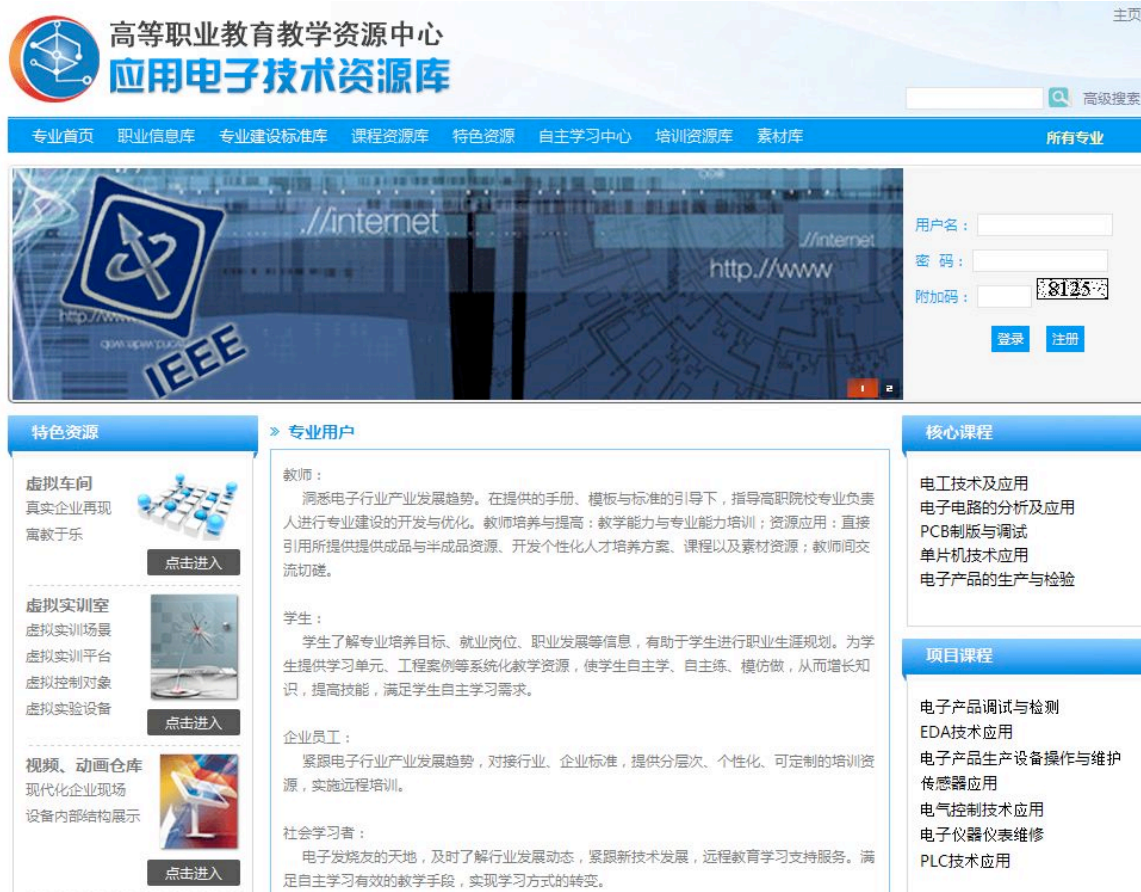 主页
高等职业教育教学资源中心
应用电子技术资源库
高级搜索
专业首页 职业信息库 专业建设标准库 课程资源库 特色资源 自主学习中心 培训资源库 素材库 所有专业
//internet
//internet
http://www
http://www
IEEE
1 2
用户名：
密 码：
附加码： 8125
登录 注册
特色资源
虚拟车间
真实企业再现
寓教于乐
点击进入
虚拟实训室
虚拟实训场景
虚拟实训平台
虚拟控制对象
虚拟实验设备
点击进入
视频、动画仓库
现代化企业现场
设备内部结构展示
点击进入
» 专业用户
教师：
洞悉电子行业产业发展趋势。在提供的手册、模板与标准的引导下，指导高职院校专业负责
人进行专业建设的开发与优化。教师培养与提高：教学能力与专业能力培训；资源应用：直接
引用所提供提供成品与半成品资源、开发个性化人才培养方案、课程以及素材资源；教师间交
流切磋。
学生：
学生了解专业培养目标、就业岗位、职业发展等信息，有助于学生进行职业生涯规划。为学
生提供学习单元、工程案例等系统化教学资源，使学生自主学、自主练、模仿做，从而增长知
识，提高技能，满足学生自主学习需求。
企业员工：
紧跟电子行业产业发展趋势，对接行业、企业标准，提供分层次、个性化、可定制的培训资
源，实施远程培训。
社会学习者：
电子发烧友的天地，及时了解行业发展动态，紧跟新技术发展，远程教育学习支持服务。满
足自主学习有效的教学手段，实现学习方式的转变。
核心课程
电工技术及应用
电子电路的分析及应用
PCB制版与调试
单片机技术应用
电子产品的生产与检验
项目课程
电子产品调试与检测
EDA技术应用
电子产品生产设备操作与维护
传感器应用
电气控制技术应用
电子仪器仪表维修
PLC技术应用